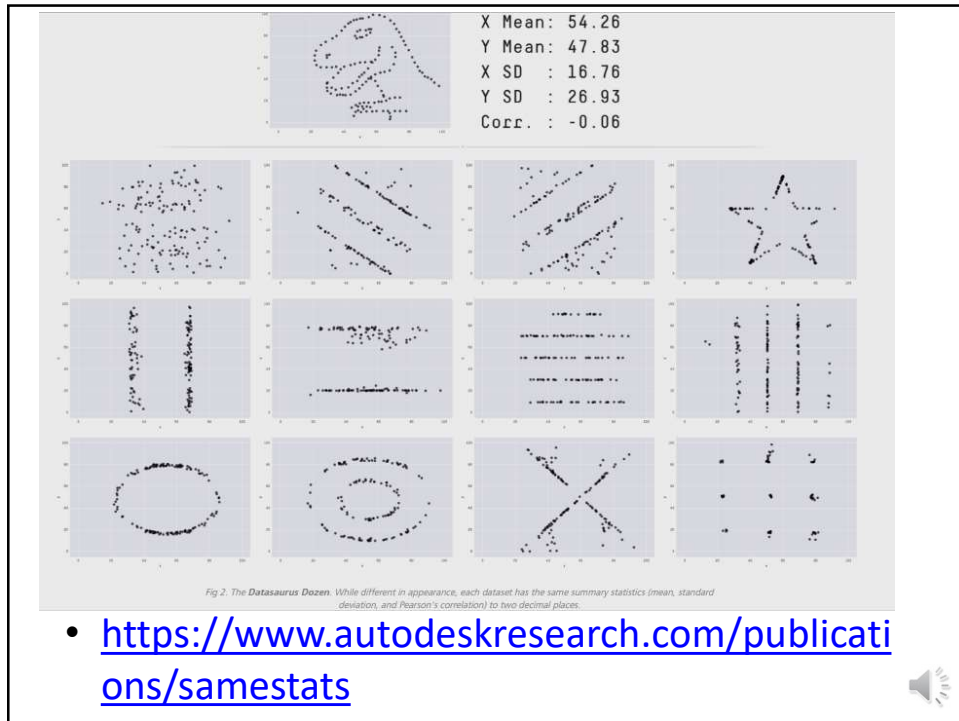 X Mean: 54.26
Y Mean: 47.83
X SD : 16.76
Y SD : 26.93
Corr. : -0.06
Fig 2. The Datasaurus Dozen. While different in appearance, each dataset has the same summary statistics (mean, standard
deviation, and Pearson's correlation) to two decimal places.
• https://www.autodeskresearch.com/publicati
ons/samestats